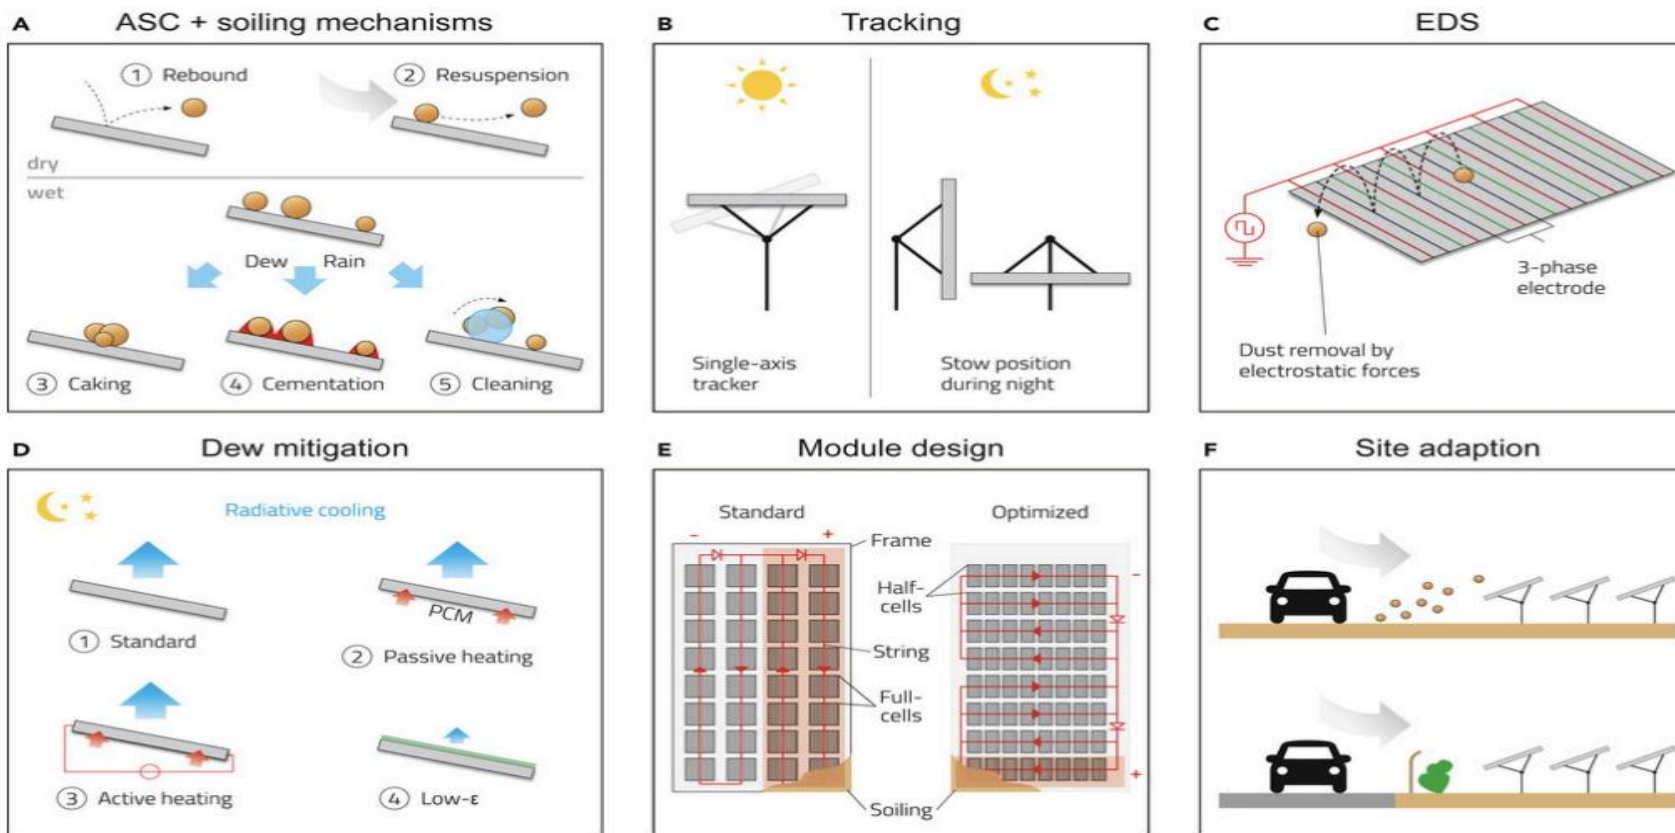 A ASC + soiling mechanisms
1 Rebound
2 Resuspension
dry
wet
Dew Rain
3 Caking
4 Cementation
5 Cleaning
B Tracking
Single-axis
tracker
Stow position
during night
C EDS
3-phase
electrode
Dust removal by
electrostatic forces
D Dew mitigation
Radiative cooling
1 Standard
PCM
2 Passive heating
3 Active heating
4 Low-ε
E Module design
Standard
Optimized
- +
Frame
-
Half-
cells
String
Full-
cells
+
Soiling
F Site adaption